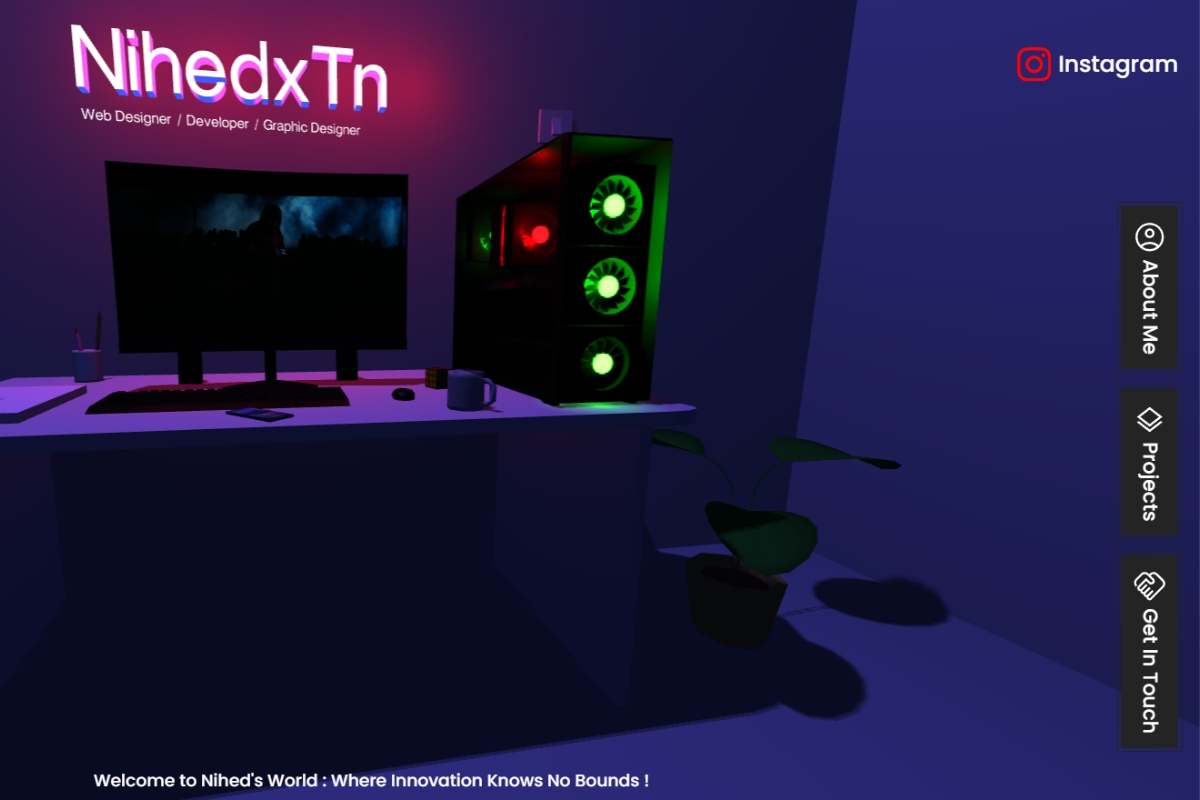 NihedxTn
Web Designer / Developer / Graphic Designer
Instagram
About Me
Projects
Get In Touch
Welcome to Nihed's World : Where Innovation Knows No Bounds !